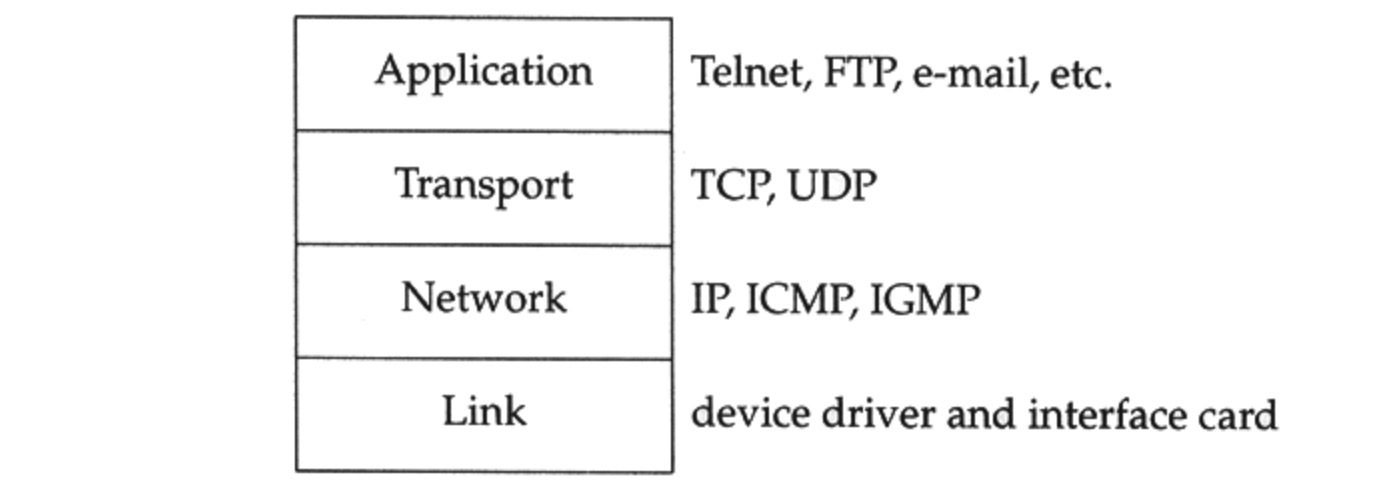 Application Telnet, FTP, e-mail, etc.
Transport TCP, UDP
Network IP, ICMP, IGMP
Link device driver and interface card